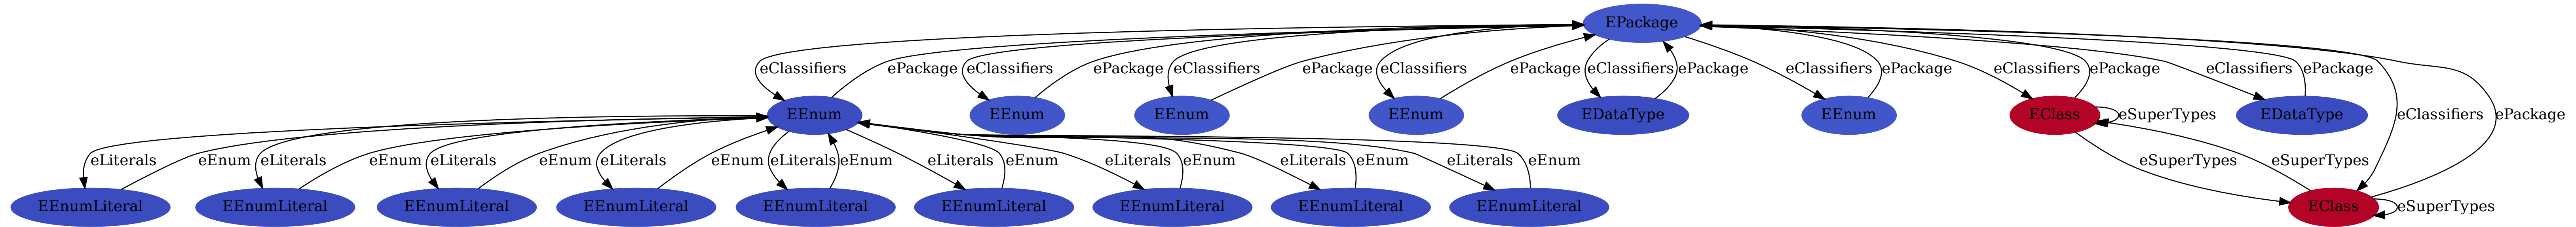 EPackage
eClassifiers ePackage eClassifiers ePackage eClassifiers ePackage eClassifiers ePackage eClassifiers ePackage eClassifiers ePackage eClassifiers ePackage eClassifiers ePackage
EEnum EEnum EEnum EEnum EDataType EEnum EClass eSuperTypes EDataType eClassifiers ePackage
eLiterals eEnum eLiterals eEnum eLiterals eEnum eLiterals eEnum eLiterals eEnum eLiterals eEnum eLiterals eEnum eLiterals eEnum eLiterals eEnum eSuperTypes eSuperTypes
EEnumLiteral EEnumLiteral EEnumLiteral EEnumLiteral EEnumLiteral EEnumLiteral EEnumLiteral EEnumLiteral EEnumLiteral EClass eSuperTypes